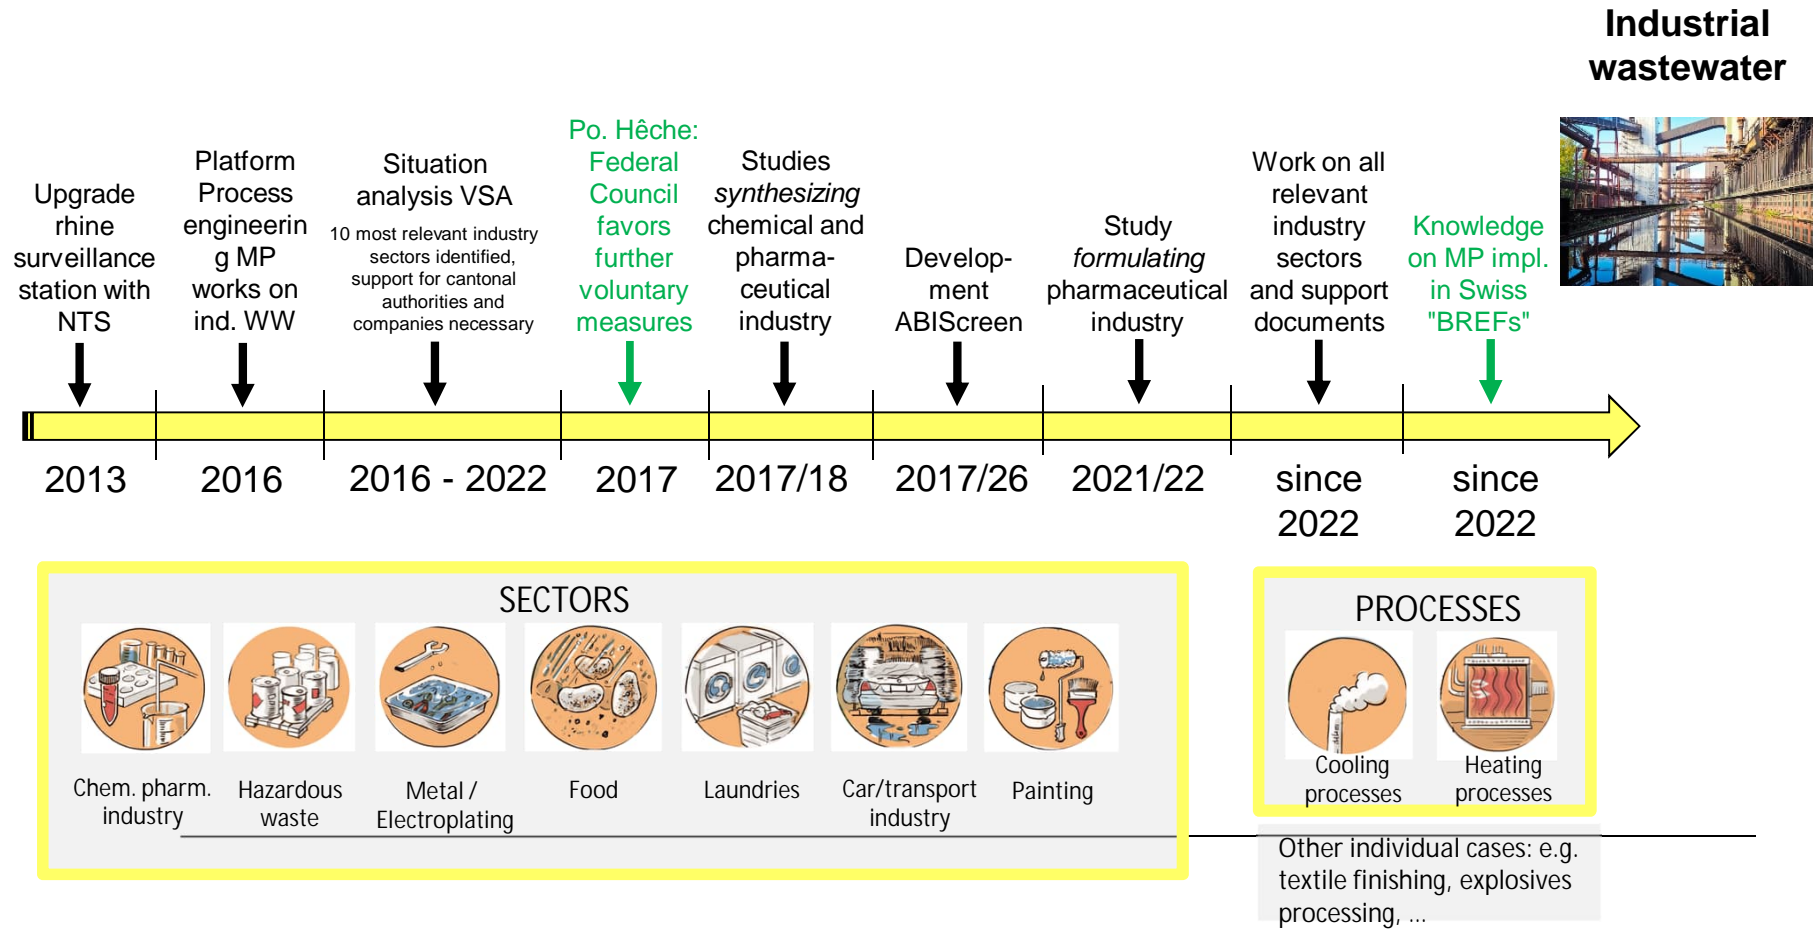 Industrial
wastewater
Upgrade
rhine
surveillance
station with
NTS
Platform
Process
engineerin
g MP
works on
ind. WW
Situation
analysis VSA
10 most relevant industry
sectors identified,
support for cantonal
authorities and
companies necessary
Po. Hêche:
Federal
Council
favors
further
voluntary
measures
Studies
synthesizing
chemical and
pharma-
ceutical
industry
Develop-
ment
ABIScreen
Study
formulating
pharmaceutical
industry
Work on all
relevant
industry
sectors
and support
documents
Knowledge
on MP impl.
in Swiss
"BREFs"
2013
2016
2016 - 2022
2017
2017/18
2017/26
2021/22
since
2022
since
2022
SECTORS
Chem. pharm.
industry
Hazardous
waste
Metal /
Electroplating
Food
Laundries
Car/transport
industry
Painting
PROCESSES
Cooling
processes
Heating
processes
Other individual cases: e.g.
textile finishing, explosives
processing, ...